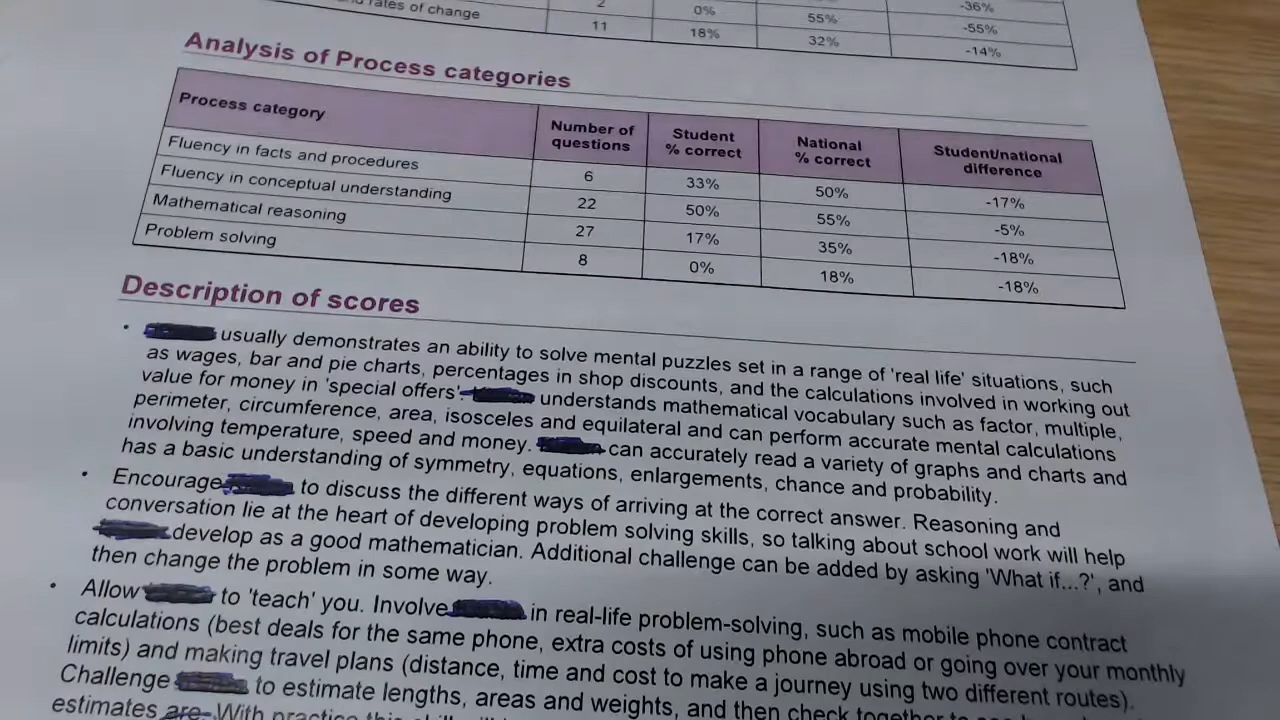 rates of change
2 0% 55% -36%
11 18% 32% -55%
-14%
Analysis of Process categories
Process category Number of questions Student % correct National % correct Student/national difference
Fluency in facts and procedures 6 33% 50% -17%
Fluency in conceptual understanding 22 50% 55% -5%
Mathematical reasoning 27 17% 35% -18%
Problem solving 8 0% 18% -18%
Description of scores
• usually demonstrates an ability to solve mental puzzles set in a range of 'real life' situations, such
as wages, bar and pie charts, percentages in shop discounts, and the calculations involved in working out
value for money in 'special offers'. understands mathematical vocabulary such as factor, multiple,
perimeter, circumference, area, isosceles and equilateral and can perform accurate mental calculations
involving temperature, speed and money. can accurately read a variety of graphs and charts and
has a basic understanding of symmetry, equations, enlargements, chance and probability.
• Encourage to discuss the different ways of arriving at the correct answer. Reasoning and
conversation lie at the heart of developing problem solving skills, so talking about school work will help
develop as a good mathematician. Additional challenge can be added by asking 'What if...?', and
then change the problem in some way.
• Allow to 'teach' you. Involve in real-life problem-solving, such as mobile phone contract
calculations (best deals for the same phone, extra costs of using phone abroad or going over your monthly
limits) and making travel plans (distance, time and cost to make a journey using two different routes).
Challenge to estimate lengths, areas and weights, and then check together to
estimates are. With practice this skill will